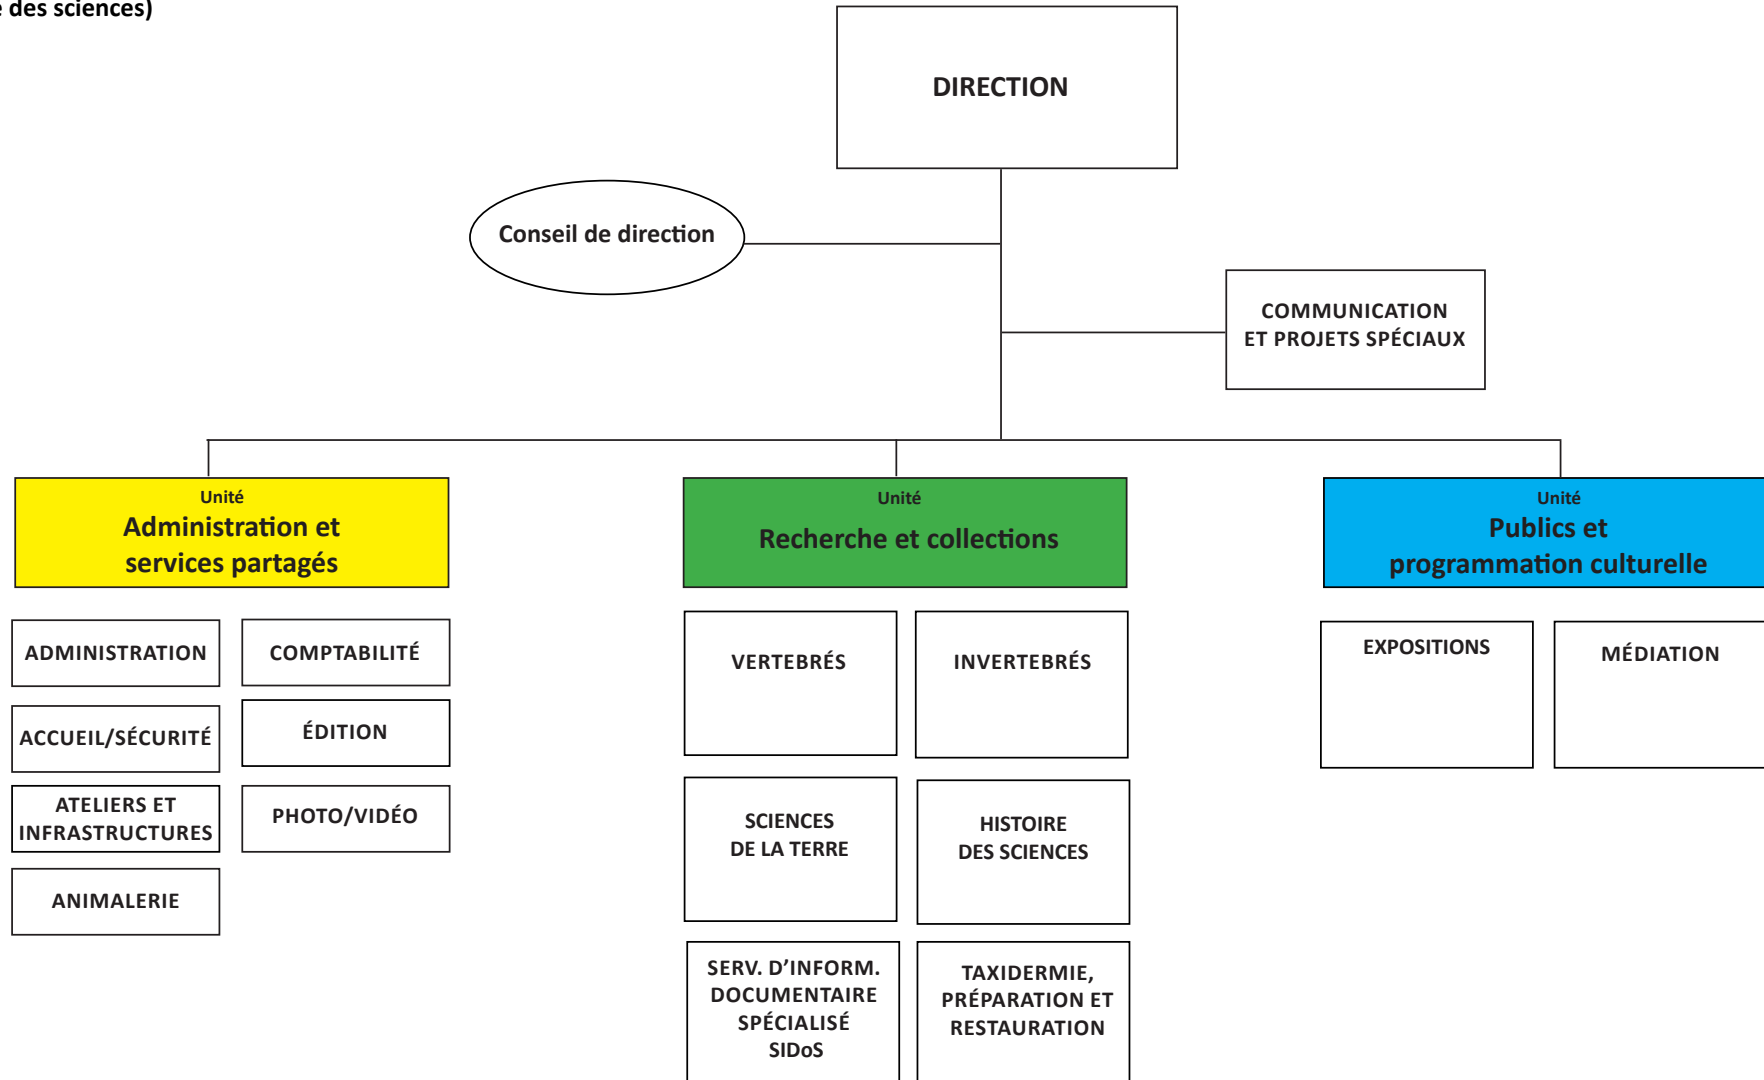 des sciences)
DIRECTION
Conseil de direction
COMMUNICATION
ET PROJETS SPÉCIAUX
Unité
Administration et
services partagés
Unité
Recherche et collections
Unité
Publics et
programmation culturelle
ADMINISTRATION
COMPTABILITÉ
ACCUEIL/SÉCURITÉ
ÉDITION
ATELIERS ET
INFRASTRUCTURES
PHOTO/VIDÉO
ANIMALERIE
VERTEBRÉS
INVERTEBRÉS
SCIENCES
DE LA TERRE
HISTOIRE
DES SCIENCES
SERV. D’INFORM.
DOCUMENTAIRE
SPÉCIALISÉ
SIDoS
TAXIDERMIE,
PRÉPARATION ET
RESTAURATION
EXPOSITIONS
MÉDIATION